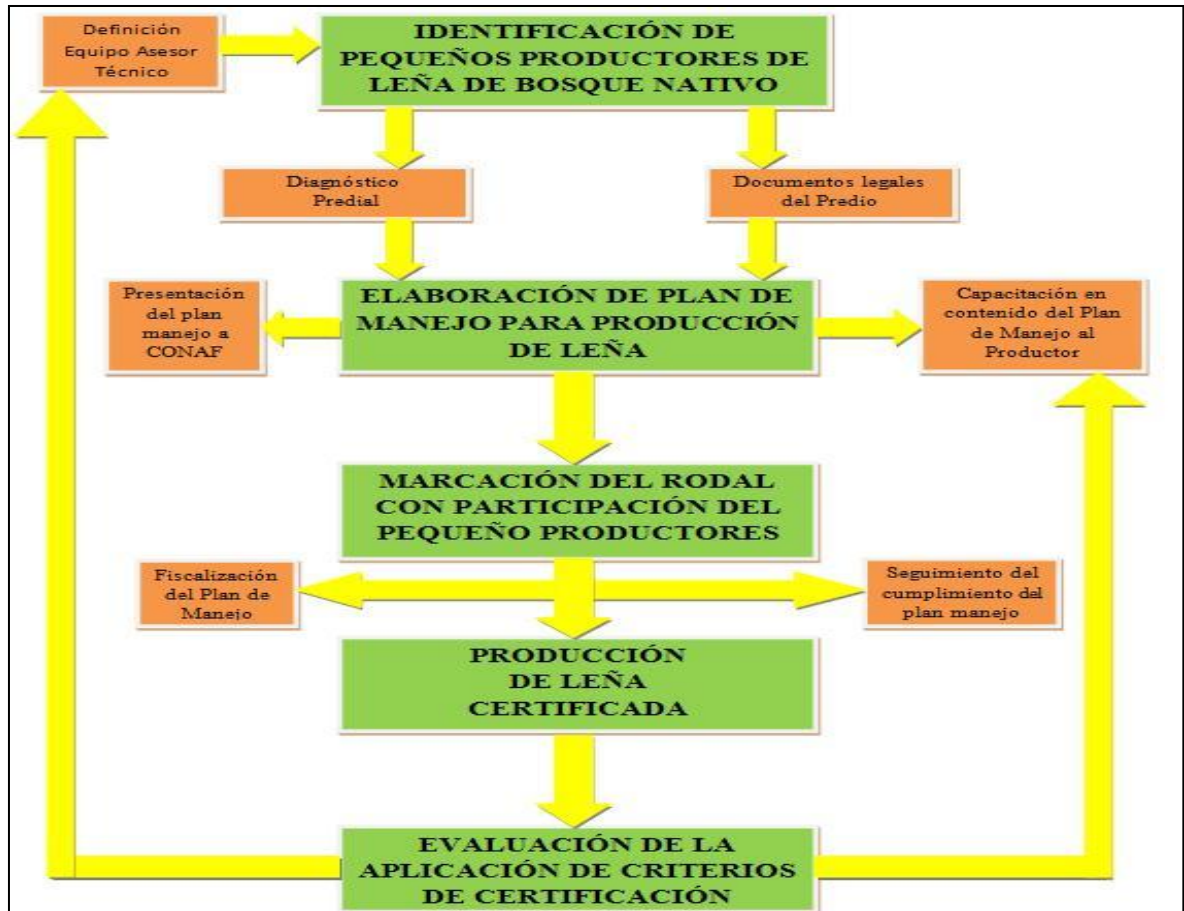 Definición
Equipo Asesor
Técnico
IDENTIFICACIÓN DE
PEQUEÑOS PRODUCTORES DE
LEÑA DE BOSQUE NATIVO
Diagnóstico
Predial
Documentos legales
del Predio
Presentación
del plan
manejo a
CONAF
ELABORACIÓN DE PLAN DE
MANEJO PARA PRODUCCIÓN
DE LEÑA
Capacitación en
contenido del Plan
de Manejo al
Productor
MARCACIÓN DEL RODAL
CON PARTICIPACIÓN DEL
PEQUEÑO PRODUCTORES
Fiscalización
del Plan de
Manejo
Seguimiento del
cumplimiento del
plan manejo
PRODUCCIÓN
DE LEÑA
CERTIFICADA
EVALUACIÓN DE LA
APLICACIÓN DE CRITERIOS
DE CERTIFICACIÓN